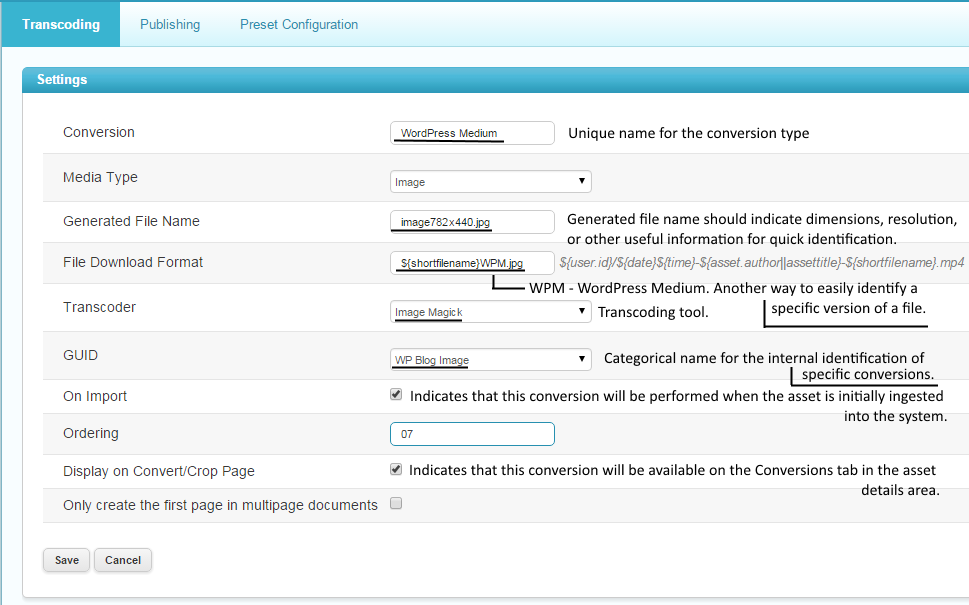 Transcoding Publishing Preset Configuration
Settings
Conversion WordPress Medium Unique name for the conversion type
Media Type Image
Generated File Name image782x440.jpg Generated file name should indicate dimensions, resolution,
or other useful information for quick identification.
File Download Format ${shortfilename}WPM.jpg ${user.id}/${date}${time}-${asset.author||assettitle}-${shortfilename}.mp4
WPM - WordPress Medium. Another way to easily identify a
specific version of a file.
Transcoder Image Magick Transcoding tool.
GUID WP Blog Image Categorical name for the internal identification of
specific conversions.
On Import Indicates that this conversion will be performed when the asset is initially ingested
into the system.
Ordering 07
Display on Convert/Crop Page Indicates that this conversion will be available on the Conversions tab in the asset
details area.
Only create the first page in multipage documents
Save Cancel